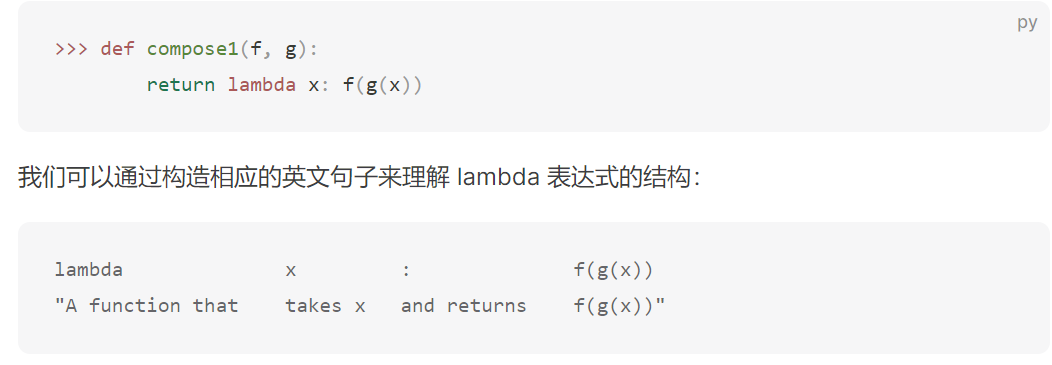 py
>>> def compose1(f, g):
        return lambda x: f(g(x))
我们可以通过构造相应的英文句子来理解 lambda 表达式的结构：
lambda              x         :              f(g(x))
"A function that    takes x   and returns    f(g(x))"